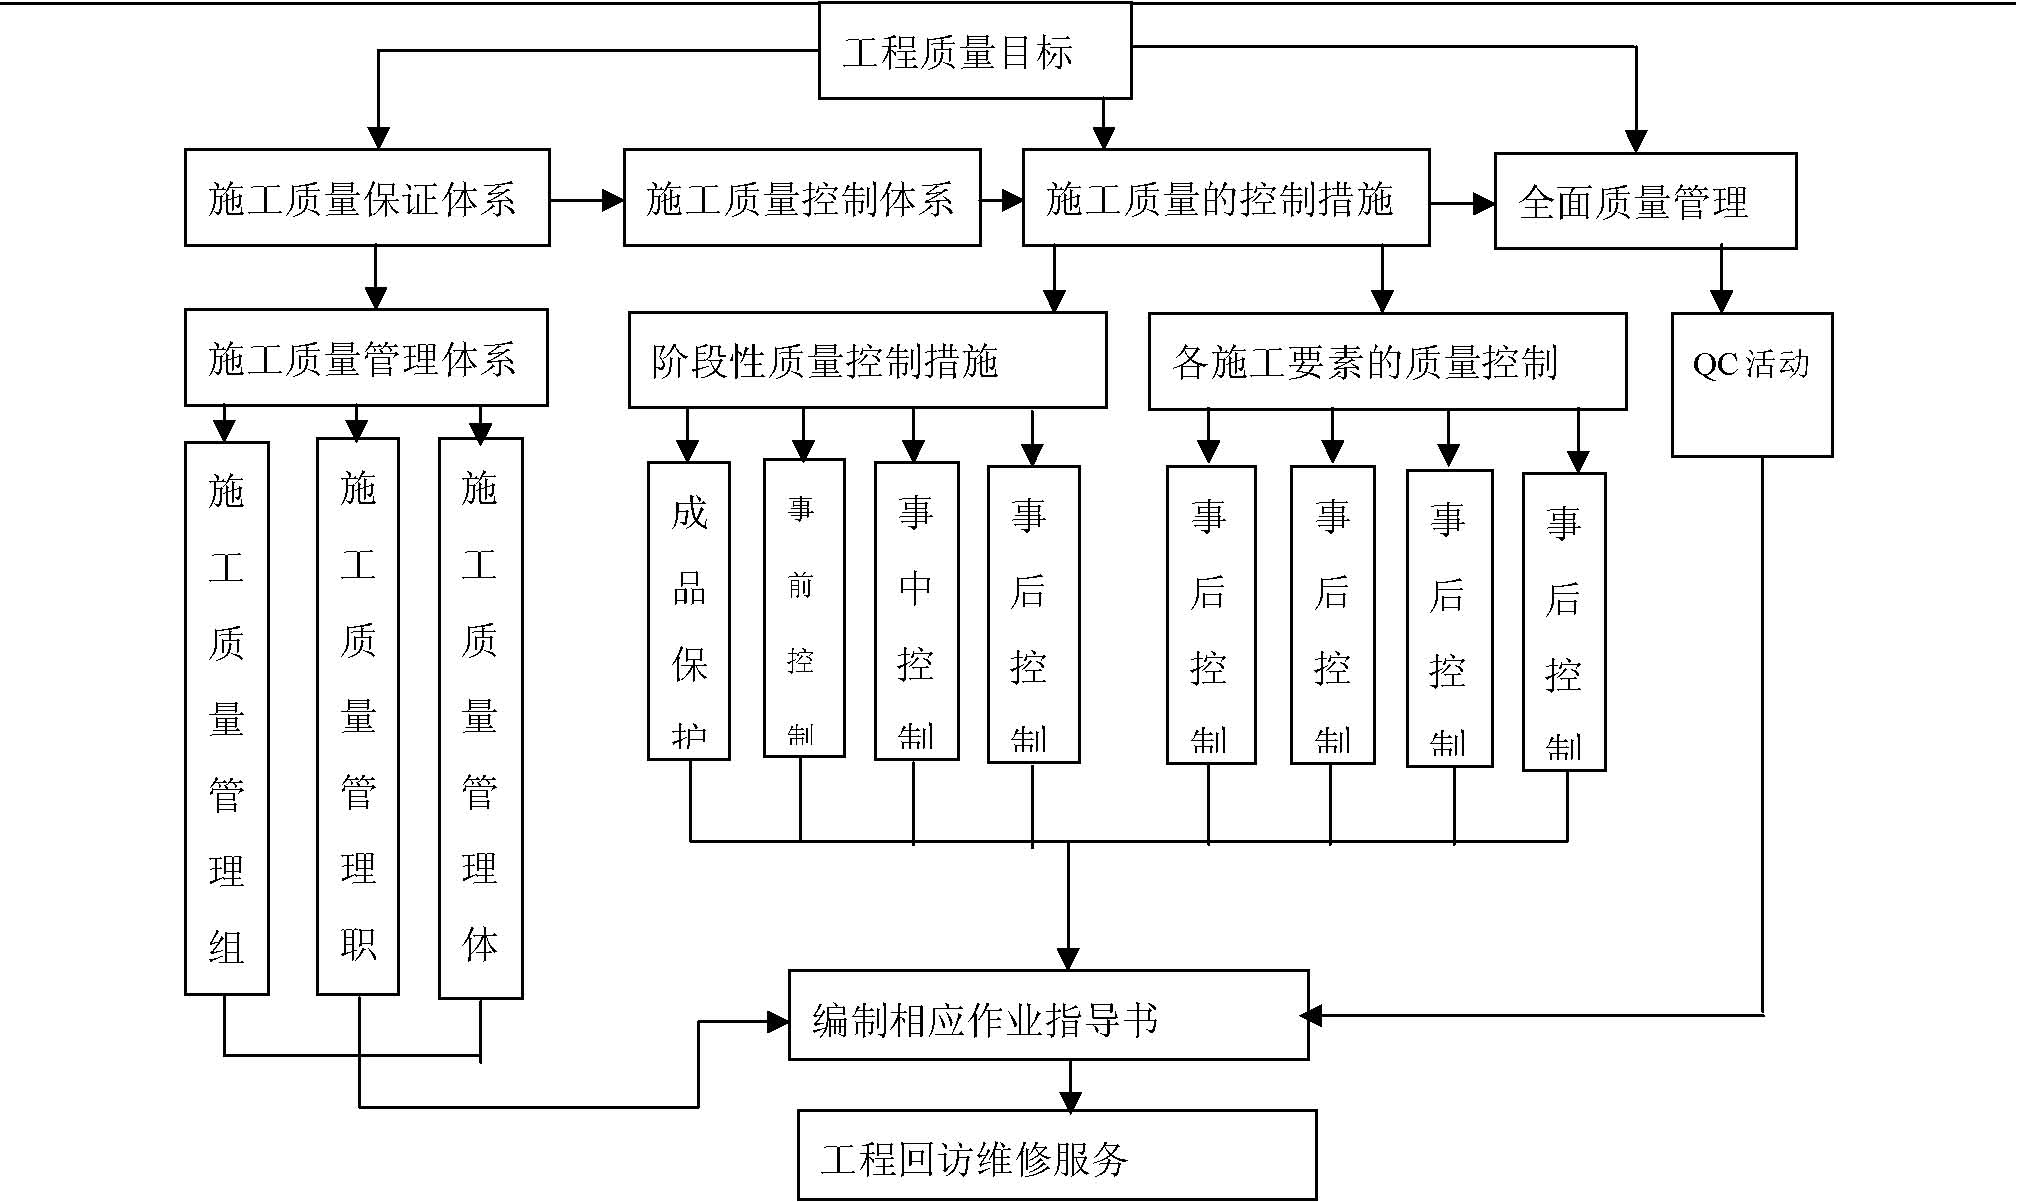 工程质量目标
施工质量保证体系
施工质量控制体系
施工质量的控制措施
全面质量管理
施工质量管理体系
阶段性质量控制措施
各施工要素的质量控制
QC 活动
施工质量管理组
施工质量管理职
施工质量管理体
成品保护
事前控制
事中控制
事后控制
事后控制
事后控制
事后控制
事后控制
编制相应作业指导书
工程回访维修服务